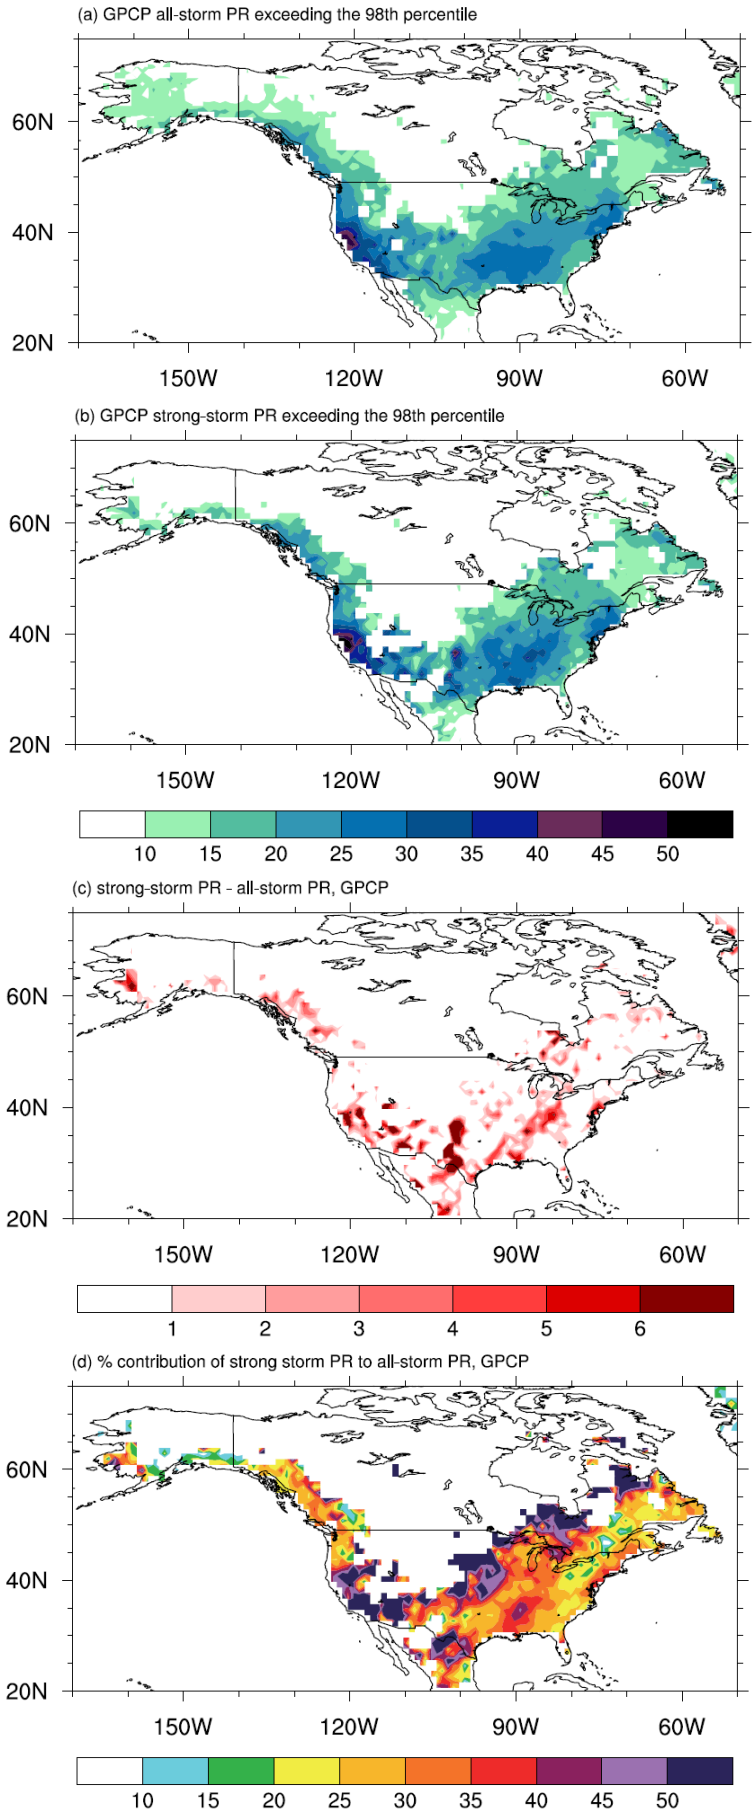 (a) GPCP all-storm PR exceeding the 98th percentile
60N
40N
20N
150W 120W 90W 60W
(b) GPCP strong-storm PR exceeding the 98th percentile
60N
40N
20N
150W 120W 90W 60W
10 15 20 25 30 35 40 45 50
(c) strong-storm PR - all-storm PR, GPCP
60N
40N
20N
150W 120W 90W 60W
1 2 3 4 5 6
(d) % contribution of strong storm PR to all-storm PR, GPCP
60N
40N
20N
150W 120W 90W 60W
10 15 20 25 30 35 40 45 50